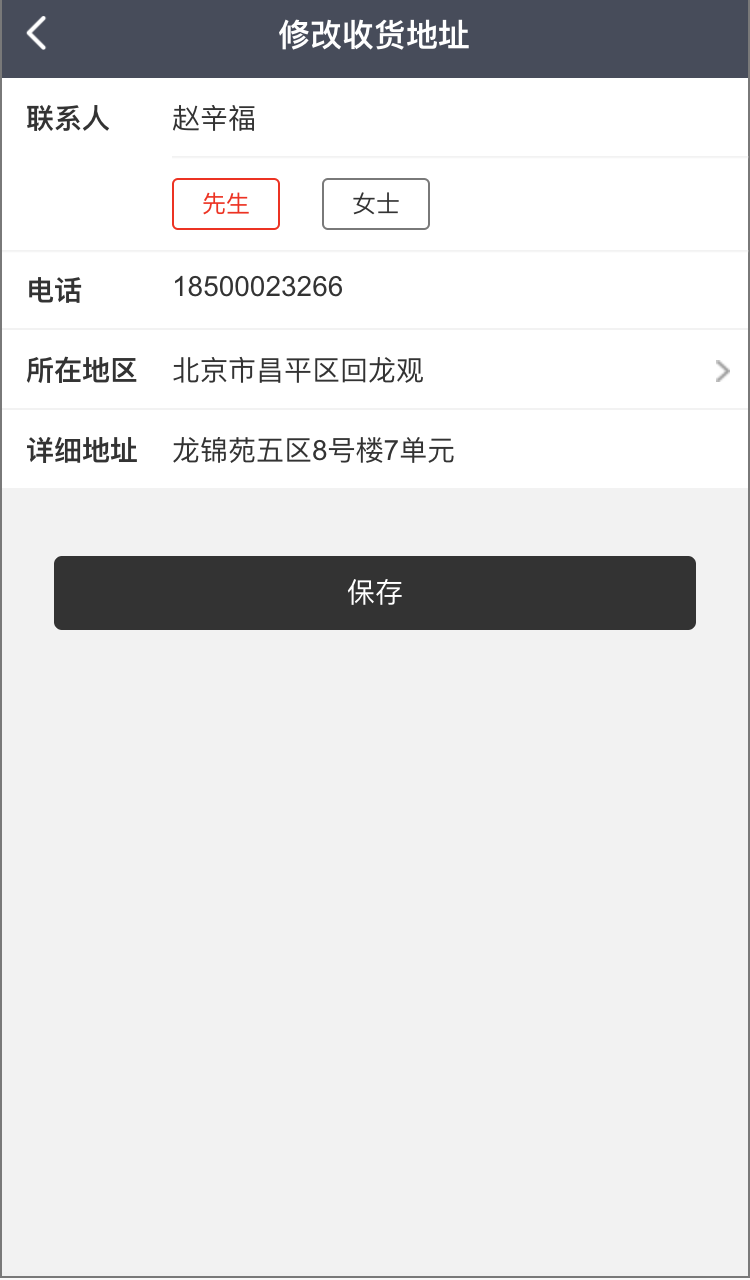 修改收货地址
联系人 赵辛福
先生 女士
电话 18500023266
所在地区 北京市昌平区回龙观
详细地址 龙锦苑五区8号楼7单元
保存